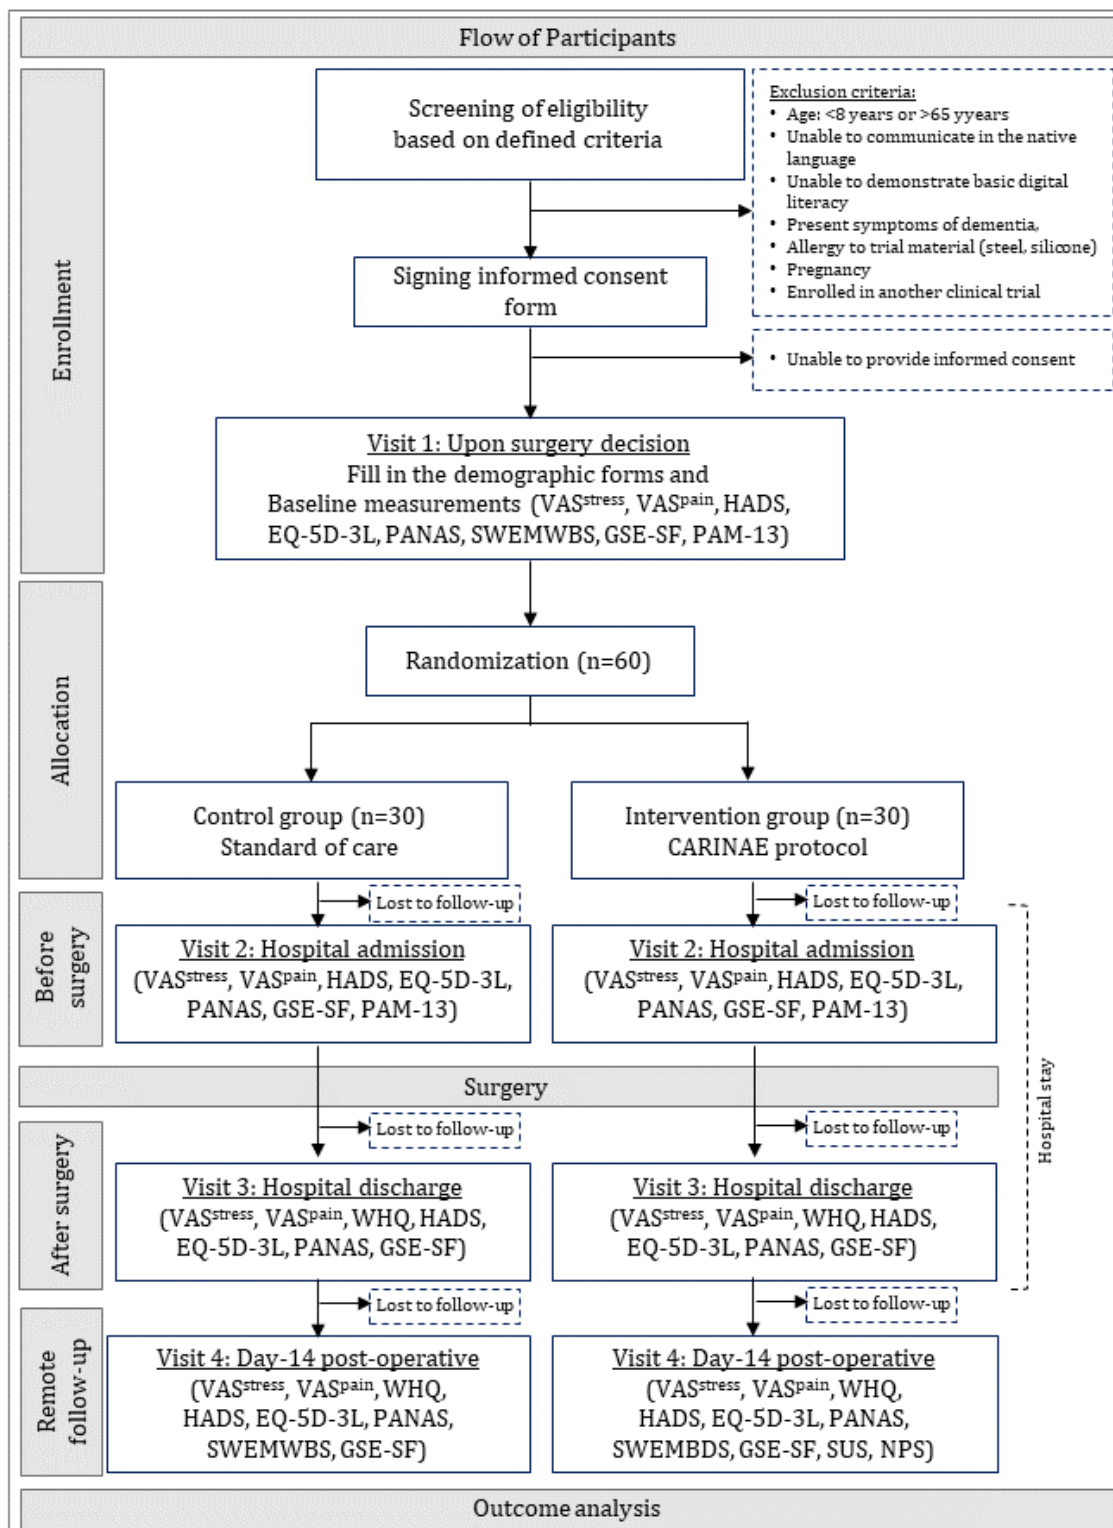 Flow of Participants
Enrollment
Screening of eligibility
based on defined criteria
Exclusion criteria:
• Age: <8 years or >65 yyears
• Unable to communicate in the native
language
• Unable to demonstrate basic digital
literacy
• Present symptoms of dementia,
• Allergy to trial material (steel, silicone)
• Pregnancy
• Enrolled in another clinical trial
Signing informed consent
form
• Unable to provide informed consent
Visit 1: Upon surgery decision
Fill in the demographic forms and
Baseline measurements (VASstress, VASpain, HADS,
EQ-5D-3L, PANAS, SWEMWBS, GSE-SF, PAM-13)
Allocation
Randomization (n=60)
Control group (n=30)
Standard of care
Intervention group (n=30)
CARINAE protocol
Lost to follow-up
Lost to follow-up
Before
surgery
Visit 2: Hospital admission
(VASstress, VASpain, HADS, EQ-5D-3L,
PANAS, GSE-SF, PAM-13)
Visit 2: Hospital admission
(VASstress, VASpain, HADS, EQ-5D-3L,
PANAS, GSE-SF, PAM-13)
Hospital stay
Surgery
Lost to follow-up
Lost to follow-up
After surgery
Visit 3: Hospital discharge
(VASstress, VASpain, WHQ, HADS,
EQ-5D-3L, PANAS, GSE-SF)
Visit 3: Hospital discharge
(VASstress, VASpain, WHQ, HADS,
EQ-5D-3L, PANAS, GSE-SF)
Lost to follow-up
Lost to follow-up
Remote
follow-up
Visit 4: Day-14 post-operative
(VASstress, VASpain, WHQ,
HADS, EQ-5D-3L, PANAS,
SWEMWBS, GSE-SF)
Visit 4: Day-14 post-operative
(VASstress, VASpain, WHQ,
HADS, EQ-5D-3L, PANAS,
SWEMBDS, GSE-SF, SUS, NPS)
Outcome analysis